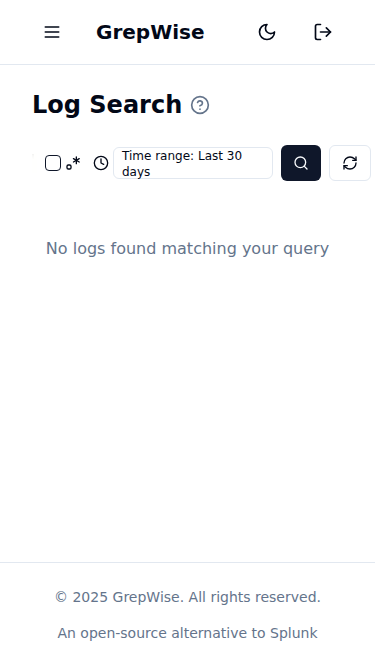 GrepWise
Log Search
.*
Time range: Last 30
days
No logs found matching your query
© 2025 GrepWise. All rights reserved.
An open-source alternative to Splunk